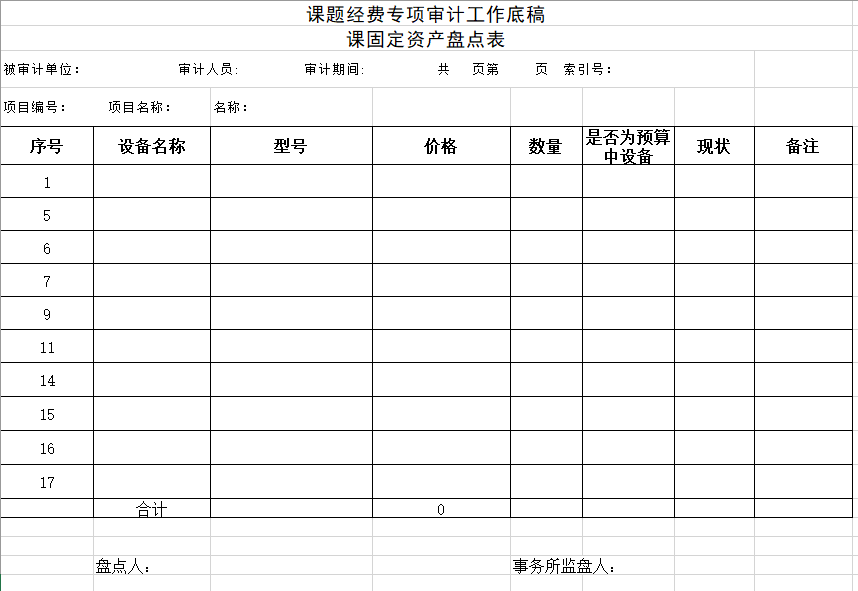 课题经费专项审计工作底稿
课固定资产盘点表
被审计单位： 审计人员: 审计期间: 共 页第 页 索引号：
项目编号： 项目名称： 名称：
序号 设备名称 型号 价格 数量 是否为预算中设备 现状 备注
1
5
6
7
9
11
14
15
16
17
合计 0
盘点人： 事务所监盘人：